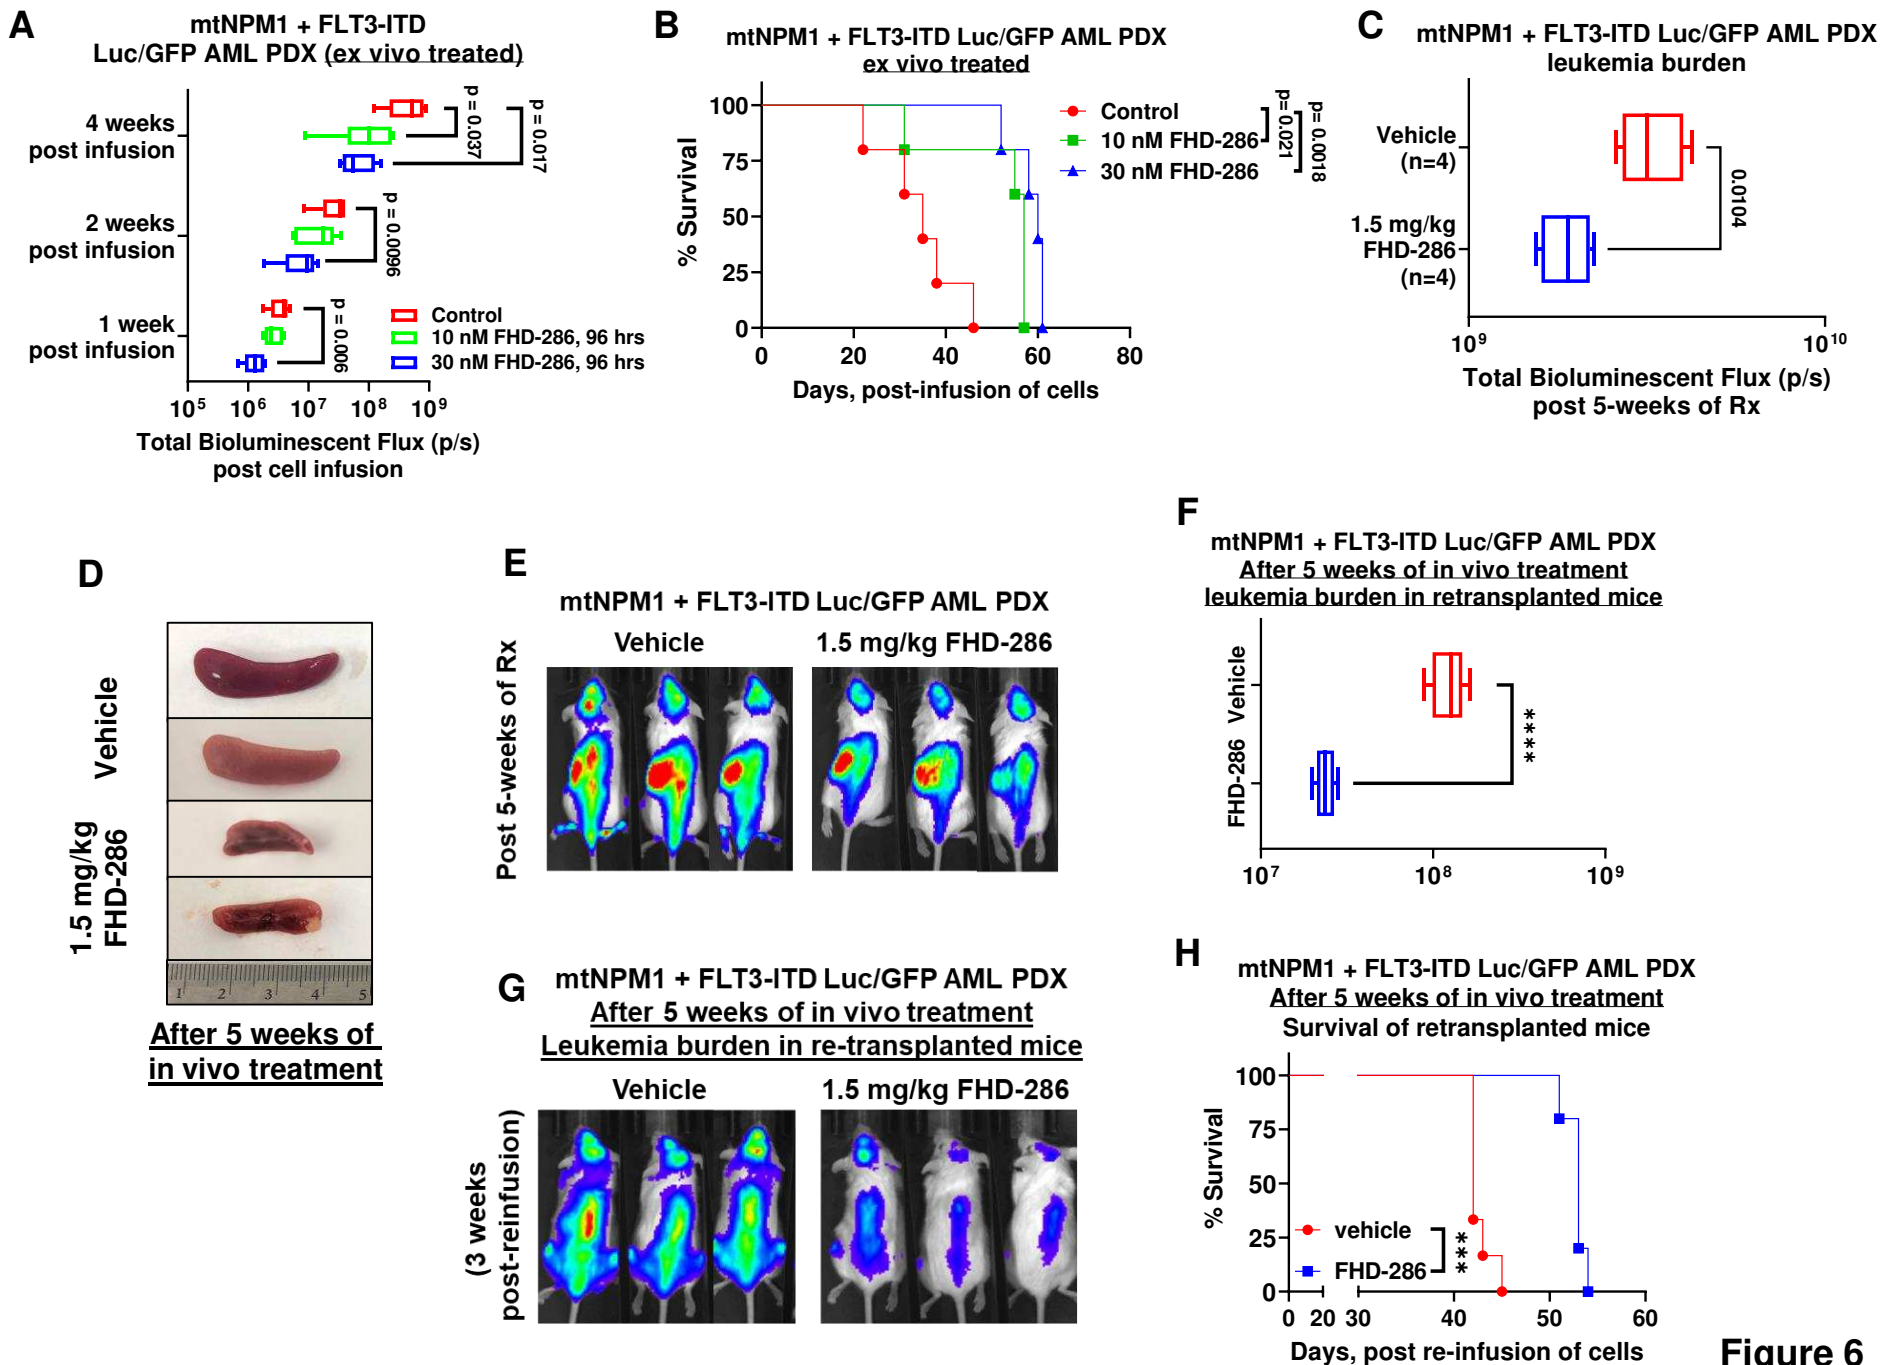 A
mtNPM1 + FLT3-ITD
Luc/GFP AML PDX (ex vivo treated)
4 weeks
post infusion
2 weeks
post infusion
1 week
post infusion
p = 0.037
p = 0.017
p = 0.0096
p = 0.006
Control
10 nM FHD-286, 96 hrs
30 nM FHD-286, 96 hrs
10⁵ 10⁶ 10⁷ 10⁸ 10⁹
Total Bioluminescent Flux (p/s)
post cell infusion
B
mtNPM1 + FLT3-ITD Luc/GFP AML PDX
ex vivo treated
% Survival
100
75
50
25
0
0 20 40 60 80
Days, post-infusion of cells
Control
10 nM FHD-286
30 nM FHD-286
p= 0.021
p= 0.0018
C
mtNPM1 + FLT3-ITD Luc/GFP AML PDX
leukemia burden
Vehicle
(n=4)
1.5 mg/kg
FHD-286
(n=4)
0.0104
10⁹ 10¹⁰
Total Bioluminescent Flux (p/s)
post 5-weeks of Rx
D
Vehicle
1.5 mg/kg
FHD-286
1 2 3 4 5
After 5 weeks of
in vivo treatment
E
mtNPM1 + FLT3-ITD Luc/GFP AML PDX
Vehicle 1.5 mg/kg FHD-286
Post 5-weeks of Rx
F
mtNPM1 + FLT3-ITD Luc/GFP AML PDX
After 5 weeks of in vivo treatment
leukemia burden in retransplanted mice
Vehicle
FHD-286
****
10⁷ 10⁸ 10⁹
G
mtNPM1 + FLT3-ITD Luc/GFP AML PDX
After 5 weeks of in vivo treatment
Leukemia burden in re-transplanted mice
Vehicle 1.5 mg/kg FHD-286
(3 weeks
post-reinfusion)
H
mtNPM1 + FLT3-ITD Luc/GFP AML PDX
After 5 weeks of in vivo treatment
Survival of retransplanted mice
% Survival
100
75
50
25
0
vehicle
FHD-286
***
0 20 30 40 50 60
Days, post re-infusion of cells
Figure 6